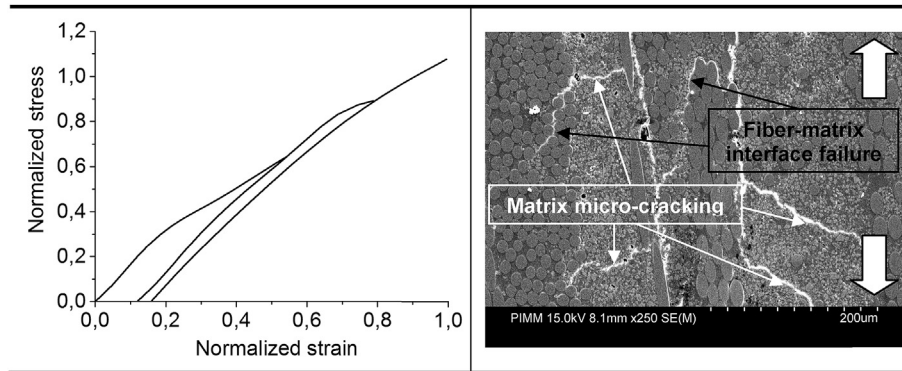 1,2
1,0
0,8
0,6
0,4
0,2
0,0
Normalized stress
0,0 0,2 0,4 0,6 0,8 1,0
Normalized strain
Fiber-matrix
interface failure
Matrix micro-cracking
PIMM 15.0kV 8.1mm x250 SE(M)
200um